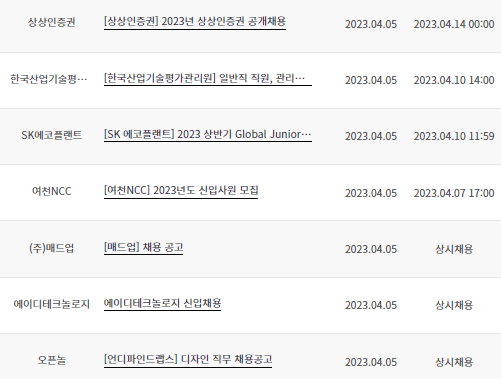 상상인증권 [상상인증권] 2023년 상상인증권 공개채용 2023.04.05 2023.04.14 00:00
한국산업기술평… [한국산업기술평가관리원] 일반직 직원, 관리… 2023.04.05 2023.04.10 14:00
SK에코플랜트 [SK 에코플랜트] 2023 상반기 Global Junior… 2023.04.05 2023.04.10 11:59
여천NCC [여천NCC] 2023년도 신입사원 모집 2023.04.05 2023.04.07 17:00
(주)매드업 [매드업] 채용 공고 2023.04.05 상시채용
에이디테크놀로지 에이디테크놀로지 신입채용 2023.04.05 상시채용
오픈놀 [언디파인드랩스] 디자인 직무 채용공고 2023.04.05 상시채용